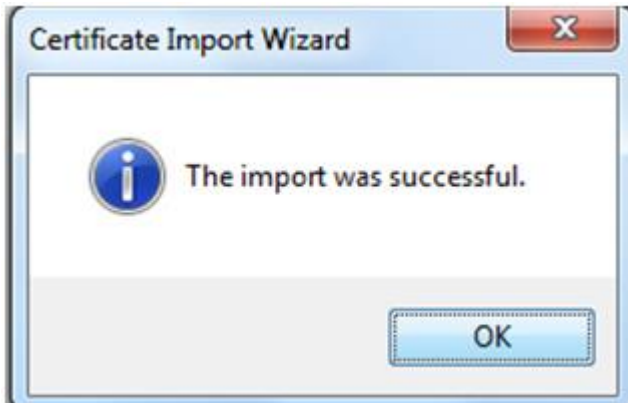 Certificate Import Wizard
The import was successful.
OK